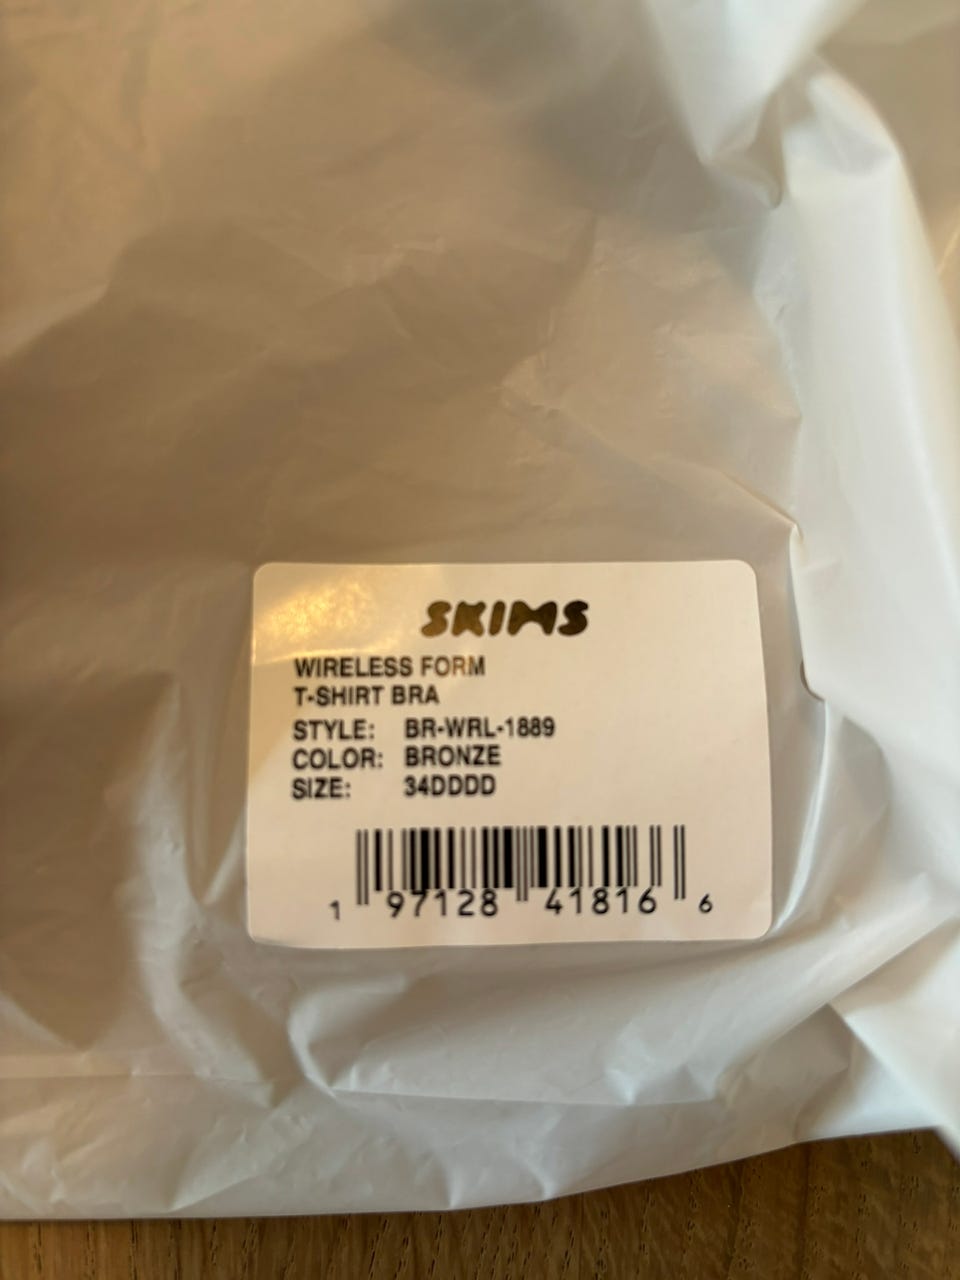 SKIMS
WIRELESS FORM
T-SHIRT BRA
STYLE: BR-WRL-1889
COLOR: BRONZE
SIZE: 34DDDD
1 97128 41816 6